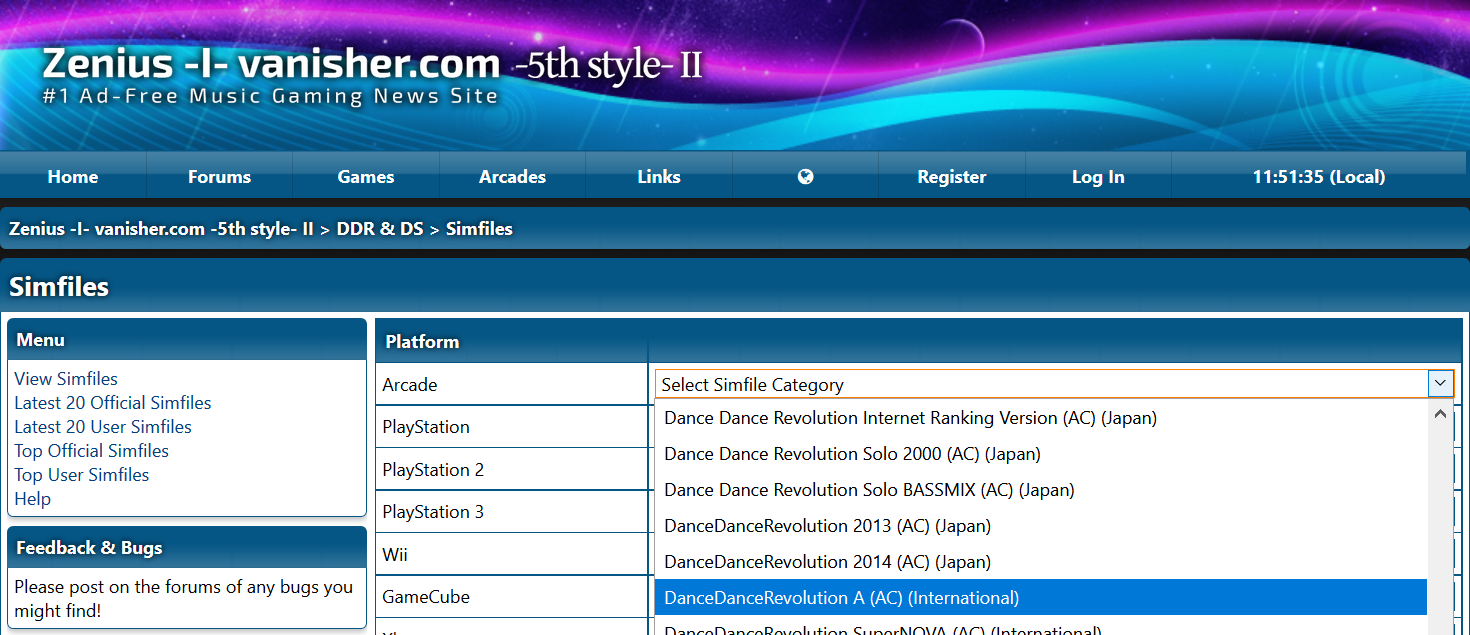 Zenius -I- vanisher.com -5th style- II
#1 Ad-Free Music Gaming News Site
Home Forums Games Arcades Links Register Log In 11:51:35 (Local)
Zenius -I- vanisher.com -5th style- II > DDR & DS > Simfiles
Simfiles
Menu
View Simfiles
Latest 20 Official Simfiles
Latest 20 User Simfiles
Top Official Simfiles
Top User Simfiles
Help
Feedback & Bugs
Please post on the forums of any bugs you
might find!
Platform
Arcade
PlayStation
PlayStation 2
PlayStation 3
Wii
GameCube
Select Simfile Category
Dance Dance Revolution Internet Ranking Version (AC) (Japan)
Dance Dance Revolution Solo 2000 (AC) (Japan)
Dance Dance Revolution Solo BASSMIX (AC) (Japan)
DanceDanceRevolution 2013 (AC) (Japan)
DanceDanceRevolution 2014 (AC) (Japan)
DanceDanceRevolution A (AC) (International)
DanceDanceRevolution SuperNOVA (AC) (International)